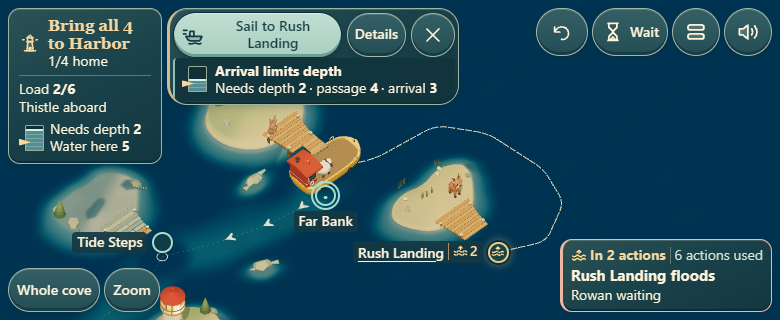 Bring all 4
to Harbor
1/4 home
Load 2/6
Thistle aboard
Needs depth 2
Water here 5
Sail to Rush
Landing
Details
Arrival limits depth
Needs depth 2 · passage 4 · arrival 3
Wait
Far Bank
Tide Steps
Rush Landing 2
In 2 actions 6 actions used
Rush Landing floods
Rowan waiting
Whole cove
Zoom